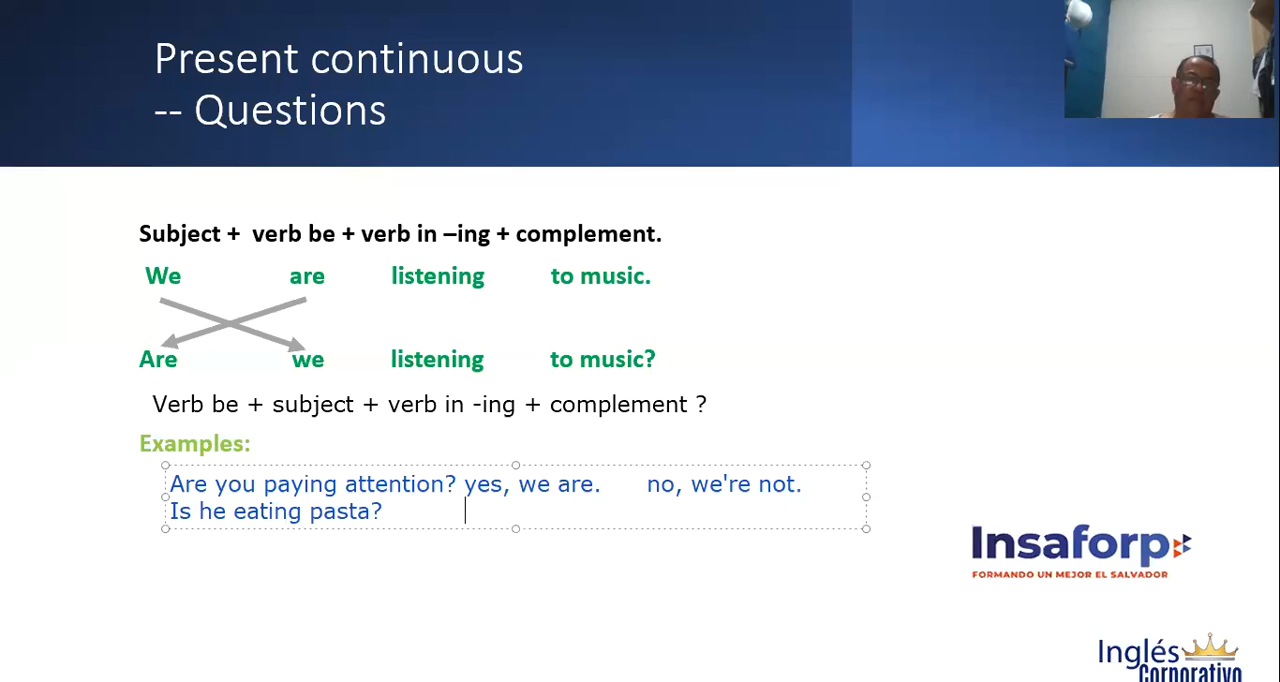 Present continuous
-- Questions
Subject + verb be + verb in –ing + complement.
We are listening to music.
Are we listening to music?
Verb be + subject + verb in -ing + complement ?
Examples:
Are you paying attention? yes, we are. no, we're not.
Is he eating pasta?
Insaforp
FORMANDO UN MEJOR EL SALVADOR
Inglés
Corporativo